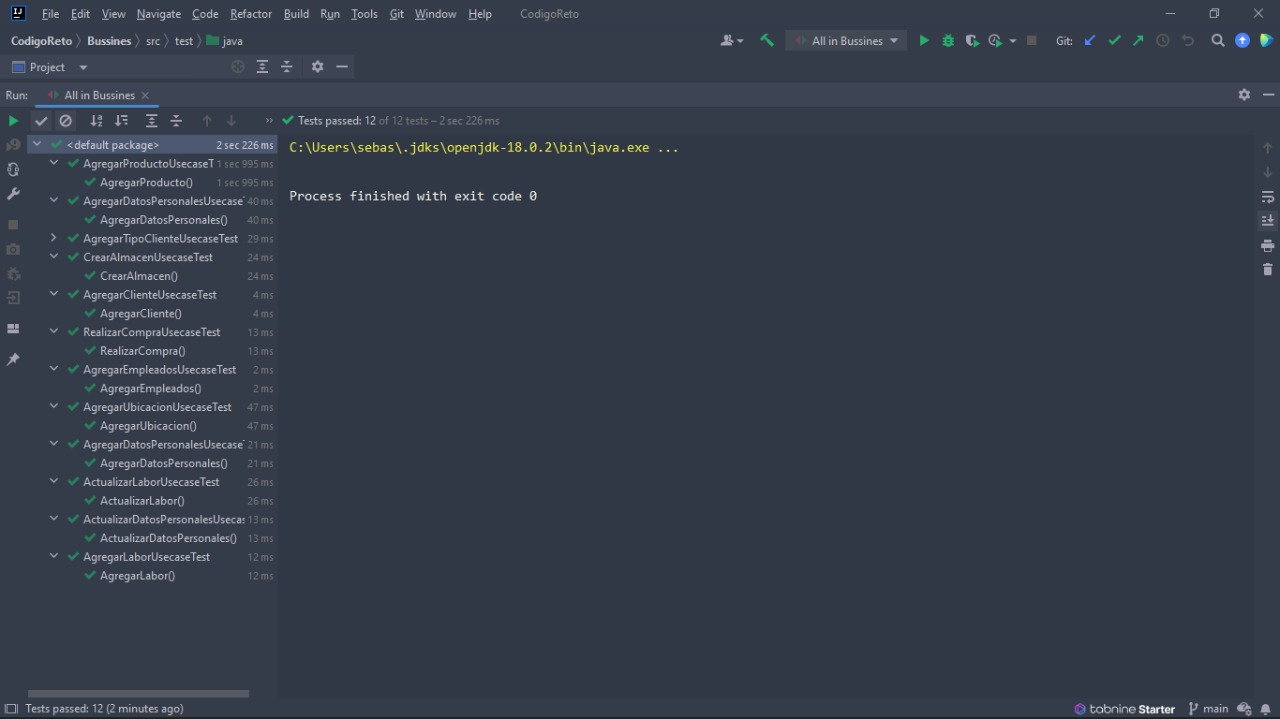 IJ File Edit View Navigate Code Refactor Build Run Tools Git Window Help CodigoReto
CodigoReto Bussines src test java All in Bussines Git:
Project
Run: All in Bussines
Tests passed: 12 of 12 tests – 2 sec 226 ms
<default package> 2 sec 226 ms
AgregarProductoUsecaseT 1 sec 995 ms
AgregarProducto() 1 sec 995 ms
AgregarDatosPersonalesUsecase 40 ms
AgregarDatosPersonales() 40 ms
AgregarTipoClienteUsecaseTest 29 ms
CrearAlmacenUsecaseTest 24 ms
CrearAlmacen() 24 ms
AgregarClienteUsecaseTest 4 ms
AgregarCliente() 4 ms
RealizarCompraUsecaseTest 13 ms
RealizarCompra() 13 ms
AgregarEmpleadosUsecaseTest 2 ms
AgregarEmpleados() 2 ms
AgregarUbicacionUsecaseTest 47 ms
AgregarUbicacion() 47 ms
AgregarDatosPersonalesUsecase 21 ms
AgregarDatosPersonales() 21 ms
ActualizarLaborUsecaseTest 26 ms
ActualizarLabor() 26 ms
ActualizarDatosPersonalesUsecas 13 ms
ActualizarDatosPersonales() 13 ms
AgregarLaborUsecaseTest 12 ms
AgregarLabor() 12 ms
C:\Users\sebas\.jdks\openjdk-18.0.2\bin\java.exe ...
Process finished with exit code 0
Tests passed: 12 (2 minutes ago) tabnine Starter main